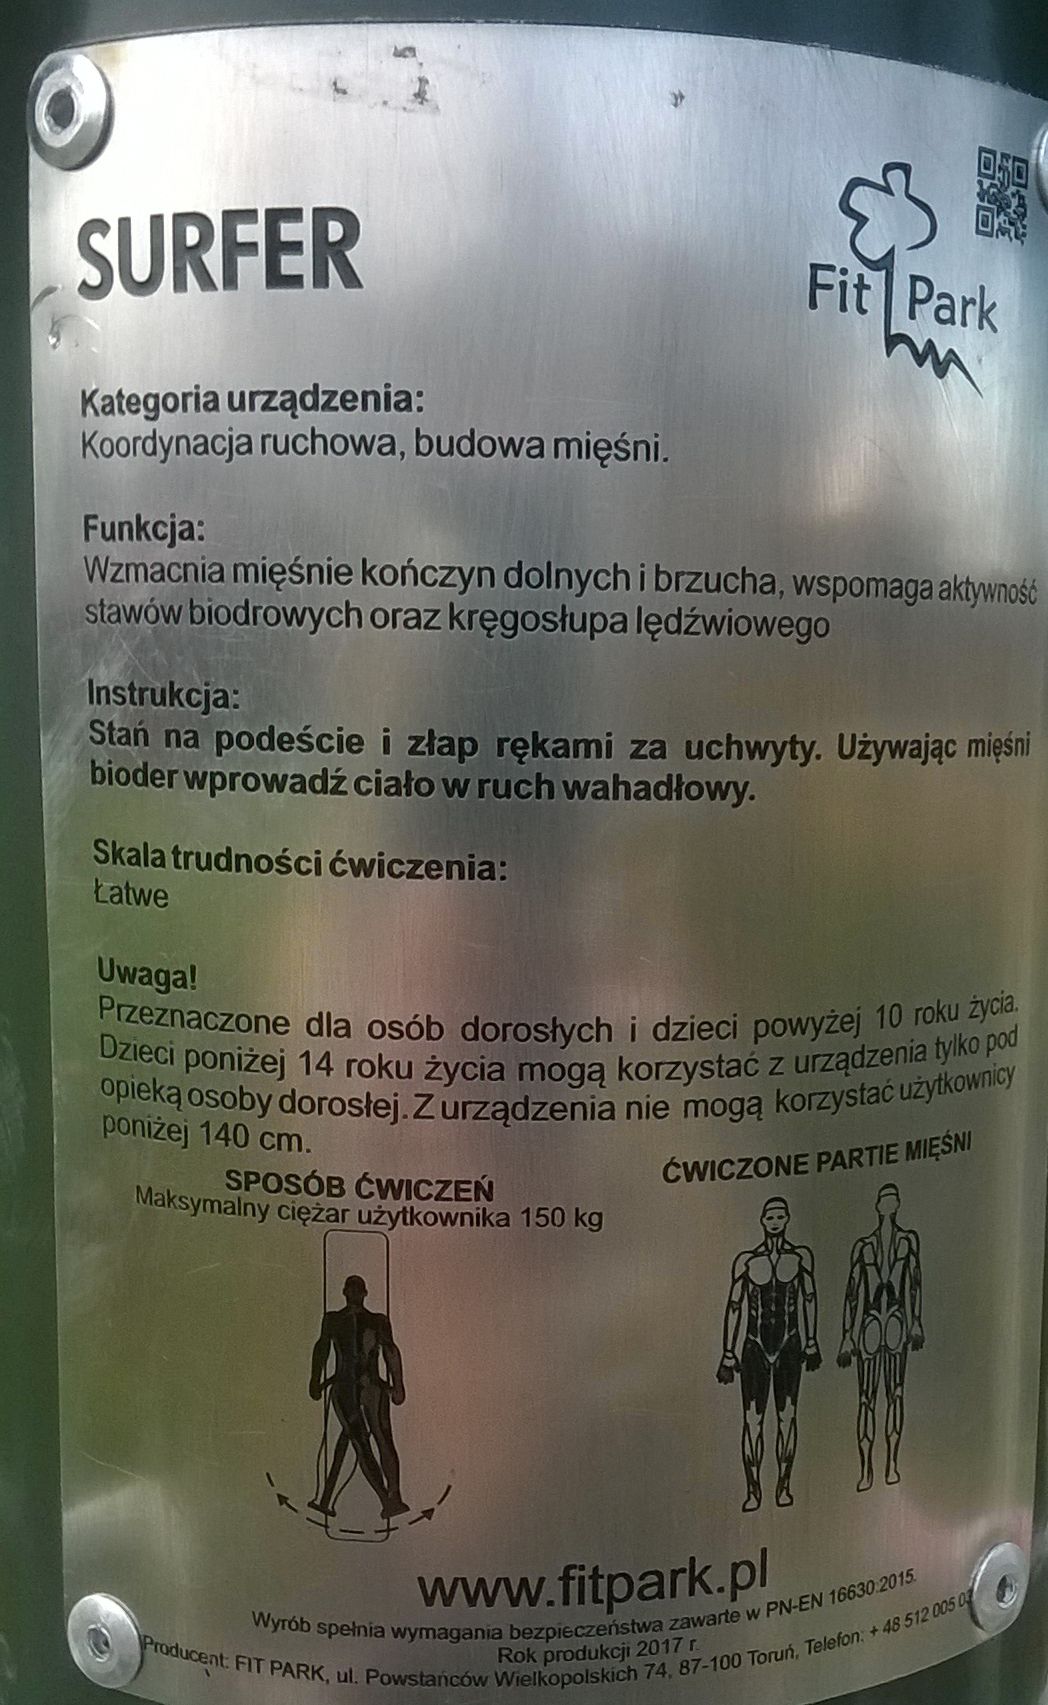 SURFER
Fit Park
Kategoria urządzenia:
Koordynacja ruchowa, budowa mięśni.
Funkcja:
Wzmacnia mięśnie kończyn dolnych i brzucha, wspomaga aktywność
stawów biodrowych oraz kręgosłupa lędźwiowego
Instrukcja:
Stań na podeście i złap rękami za uchwyty. Używając mięśni
bioder wprowadź ciało w ruch wahadłowy.
Skala trudności ćwiczenia:
Łatwe
Uwaga!
Przeznaczone dla osób dorosłych i dzieci powyżej 10 roku życia.
Dzieci poniżej 14 roku życia mogą korzystać z urządzenia tylko pod
opieką osoby dorosłej. Z urządzenia nie mogą korzystać użytkownicy
poniżej 140 cm.
SPOSÓB ĆWICZEŃ
Maksymalny ciężar użytkownika 150 kg
ĆWICZONE PARTIE MIĘŚNI
www.fitpark.pl
Wyrób spełnia wymagania bezpieczeństwa zawarte w PN-EN 16630:2015.
Rok produkcji 2017 r.
Producent: FIT PARK, ul. Powstańców Wielkopolskich 74, 87-100 Toruń, Telefon: + 48 512 005